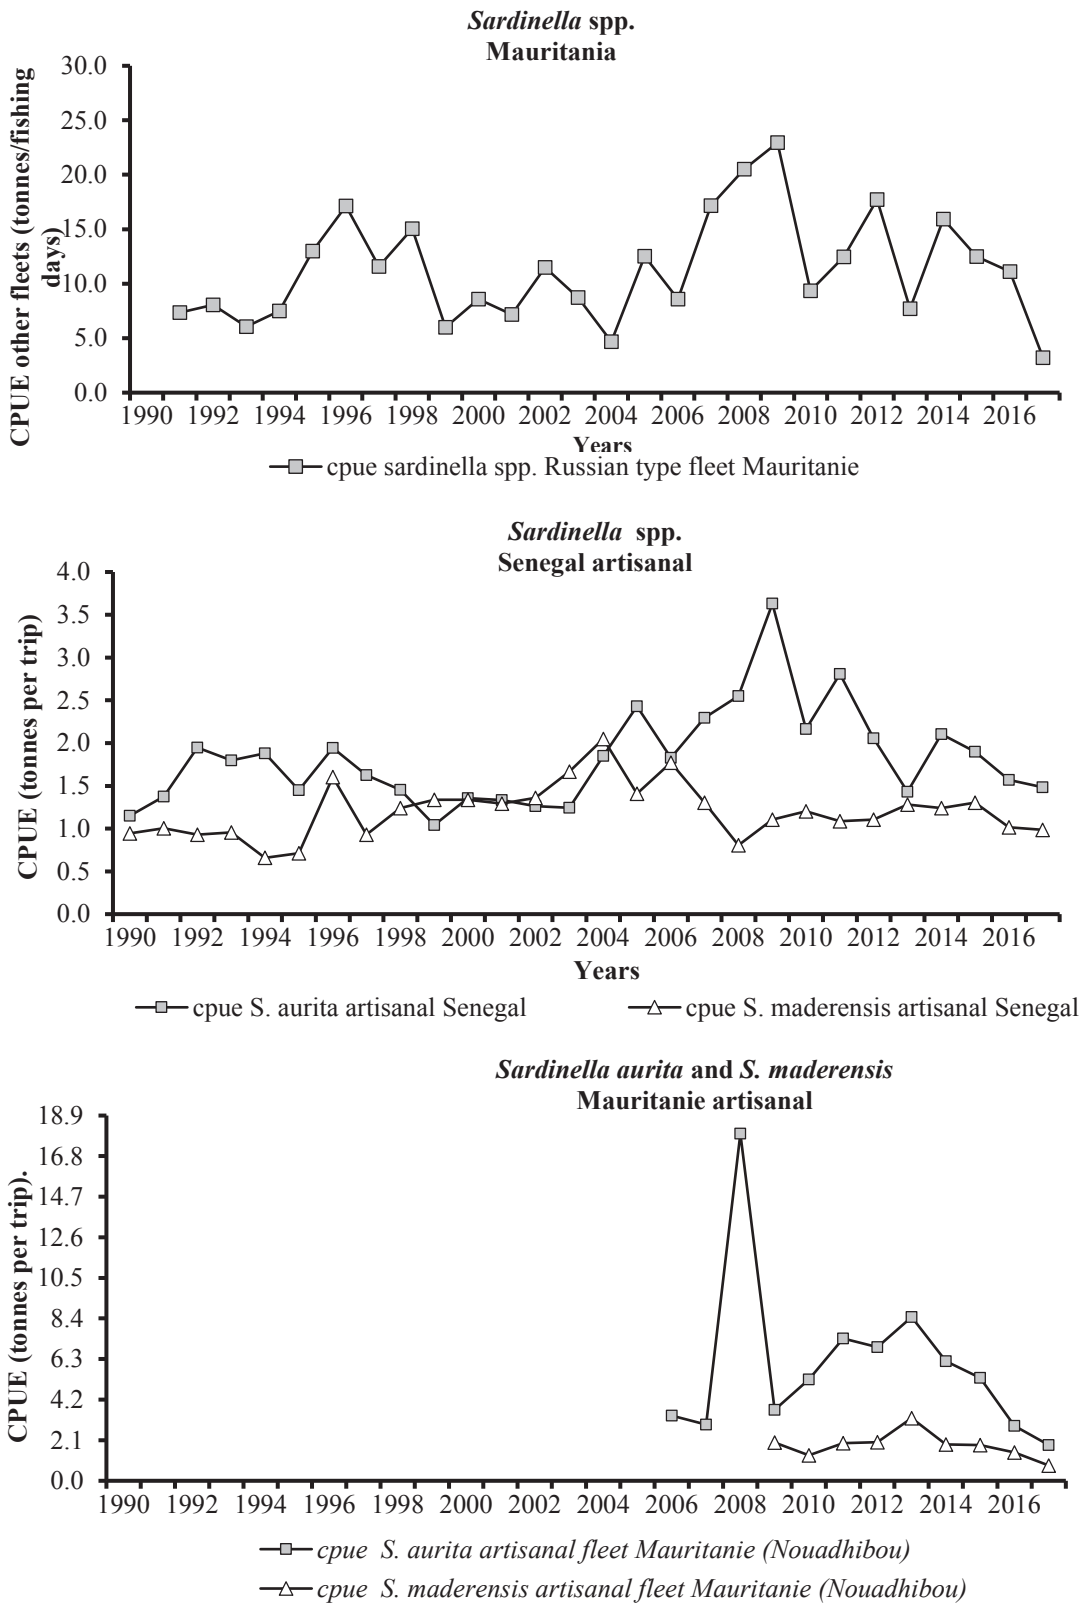 Sardinella spp.
Mauritania
CPUE other fleets (tonnes/fishing
days)
30.0
25.0
20.0
15.0
10.0
5.0
0.0
1990 1992 1994 1996 1998 2000 2002 2004 2006 2008 2010 2012 2014 2016
Years
cpue sardinella spp. Russian type fleet Mauritanie
Sardinella spp.
Senegal artisanal
CPUE (tonnes per trip)
4.0
3.5
3.0
2.5
2.0
1.5
1.0
0.5
0.0
1990 1992 1994 1996 1998 2000 2002 2004 2006 2008 2010 2012 2014 2016
Years
cpue S. aurita artisanal Senegal cpue S. maderensis artisanal Senegal
Sardinella aurita and S. maderensis
Mauritanie artisanal
CPUE (tonnes per trip).
18.9
16.8
14.7
12.6
10.5
8.4
6.3
4.2
2.1
0.0
1990 1992 1994 1996 1998 2000 2002 2004 2006 2008 2010 2012 2014 2016
cpue S. aurita artisanal fleet Mauritanie (Nouadhibou)
cpue S. maderensis artisanal fleet Mauritanie (Nouadhibou)